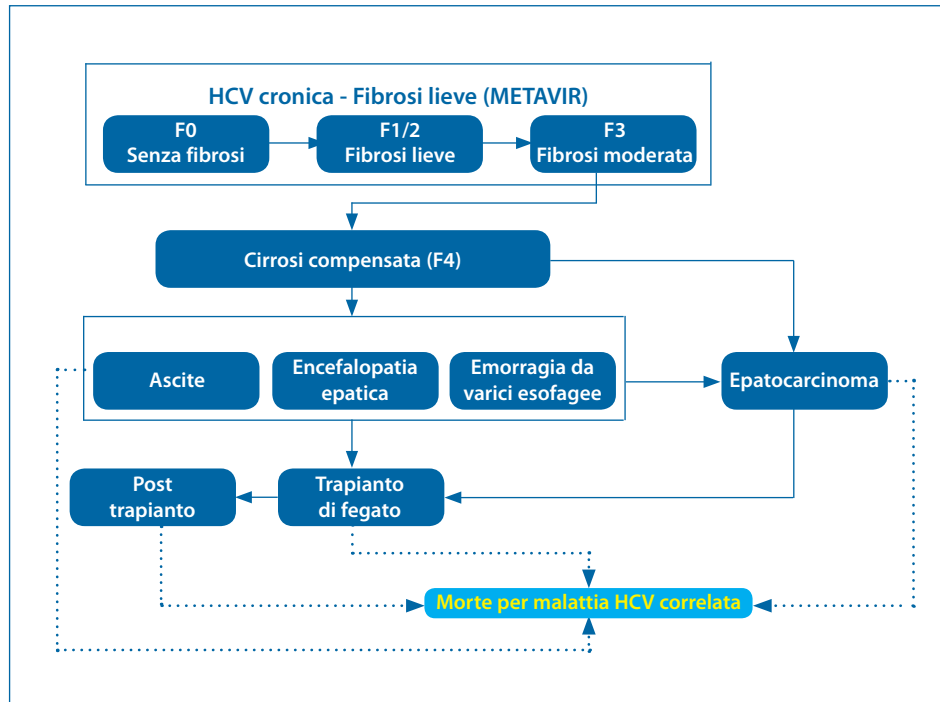 HCV cronica - Fibrosi lieve (METAVIR)
F0
Senza fibrosi
F1/2
Fibrosi lieve
F3
Fibrosi moderata
Cirrosi compensata (F4)
Ascite
Encefalopatia
epatica
Emorragia da
varici esofagee
Epatocarcinoma
Post
trapianto
Trapianto
di fegato
Morte per malattia HCV correlata